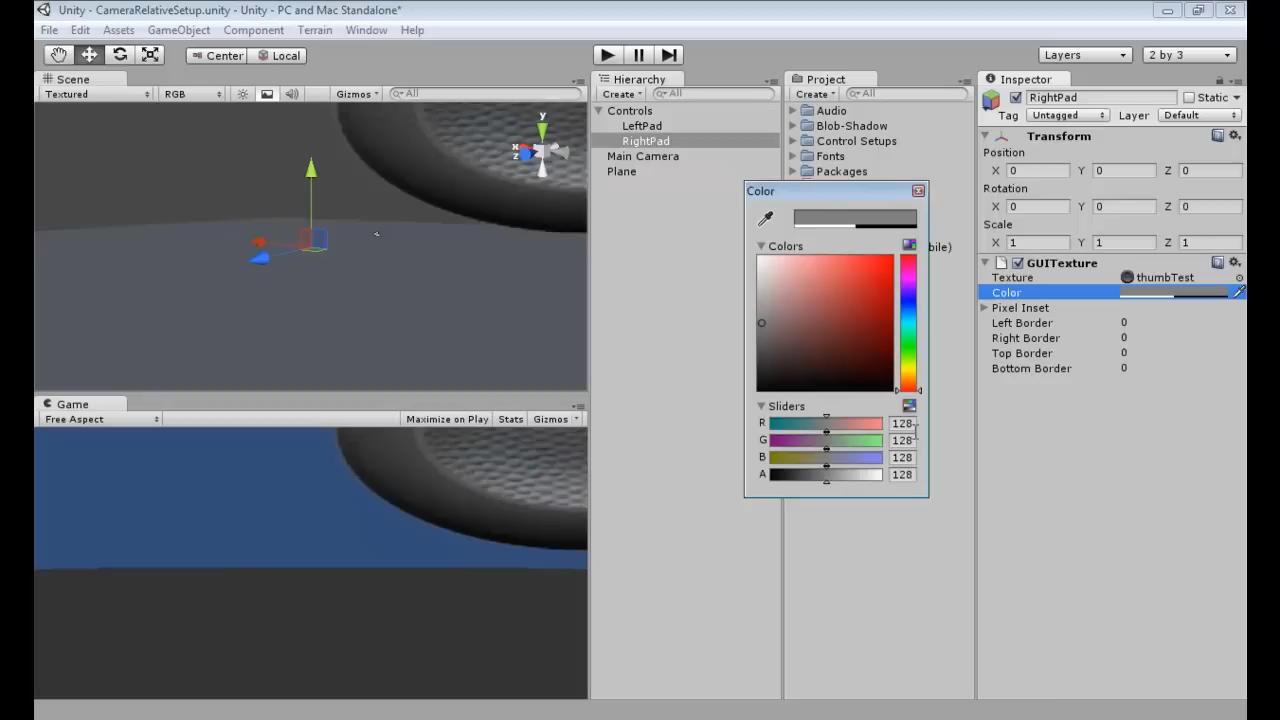 Unity - CameraRelativeSetup.unity - Unity - PC and Mac Standalone*
File Edit Assets GameObject Component Terrain Window Help
Center Local Layers 2 by 3
Scene
Textured RGB Gizmos All
y
x
z
Game
Free Aspect Maximize on Play Stats Gizmos
Hierarchy
Create All
Controls
LeftPad
RightPad
Main Camera
Plane
Project
Create All
Audio
Blob-Shadow
Control Setups
Fonts
Packages
bile)
Color
Colors
Sliders
R 128
G 128
B 128
A 128
Inspector
RightPad Static
Tag Untagged Layer Default
Transform
Position
X 0 Y 0 Z 0
Rotation
X 0 Y 0 Z 0
Scale
X 1 Y 1 Z 1
GUITexture
Texture thumbTest
Color
Pixel Inset
Left Border 0
Right Border 0
Top Border 0
Bottom Border 0